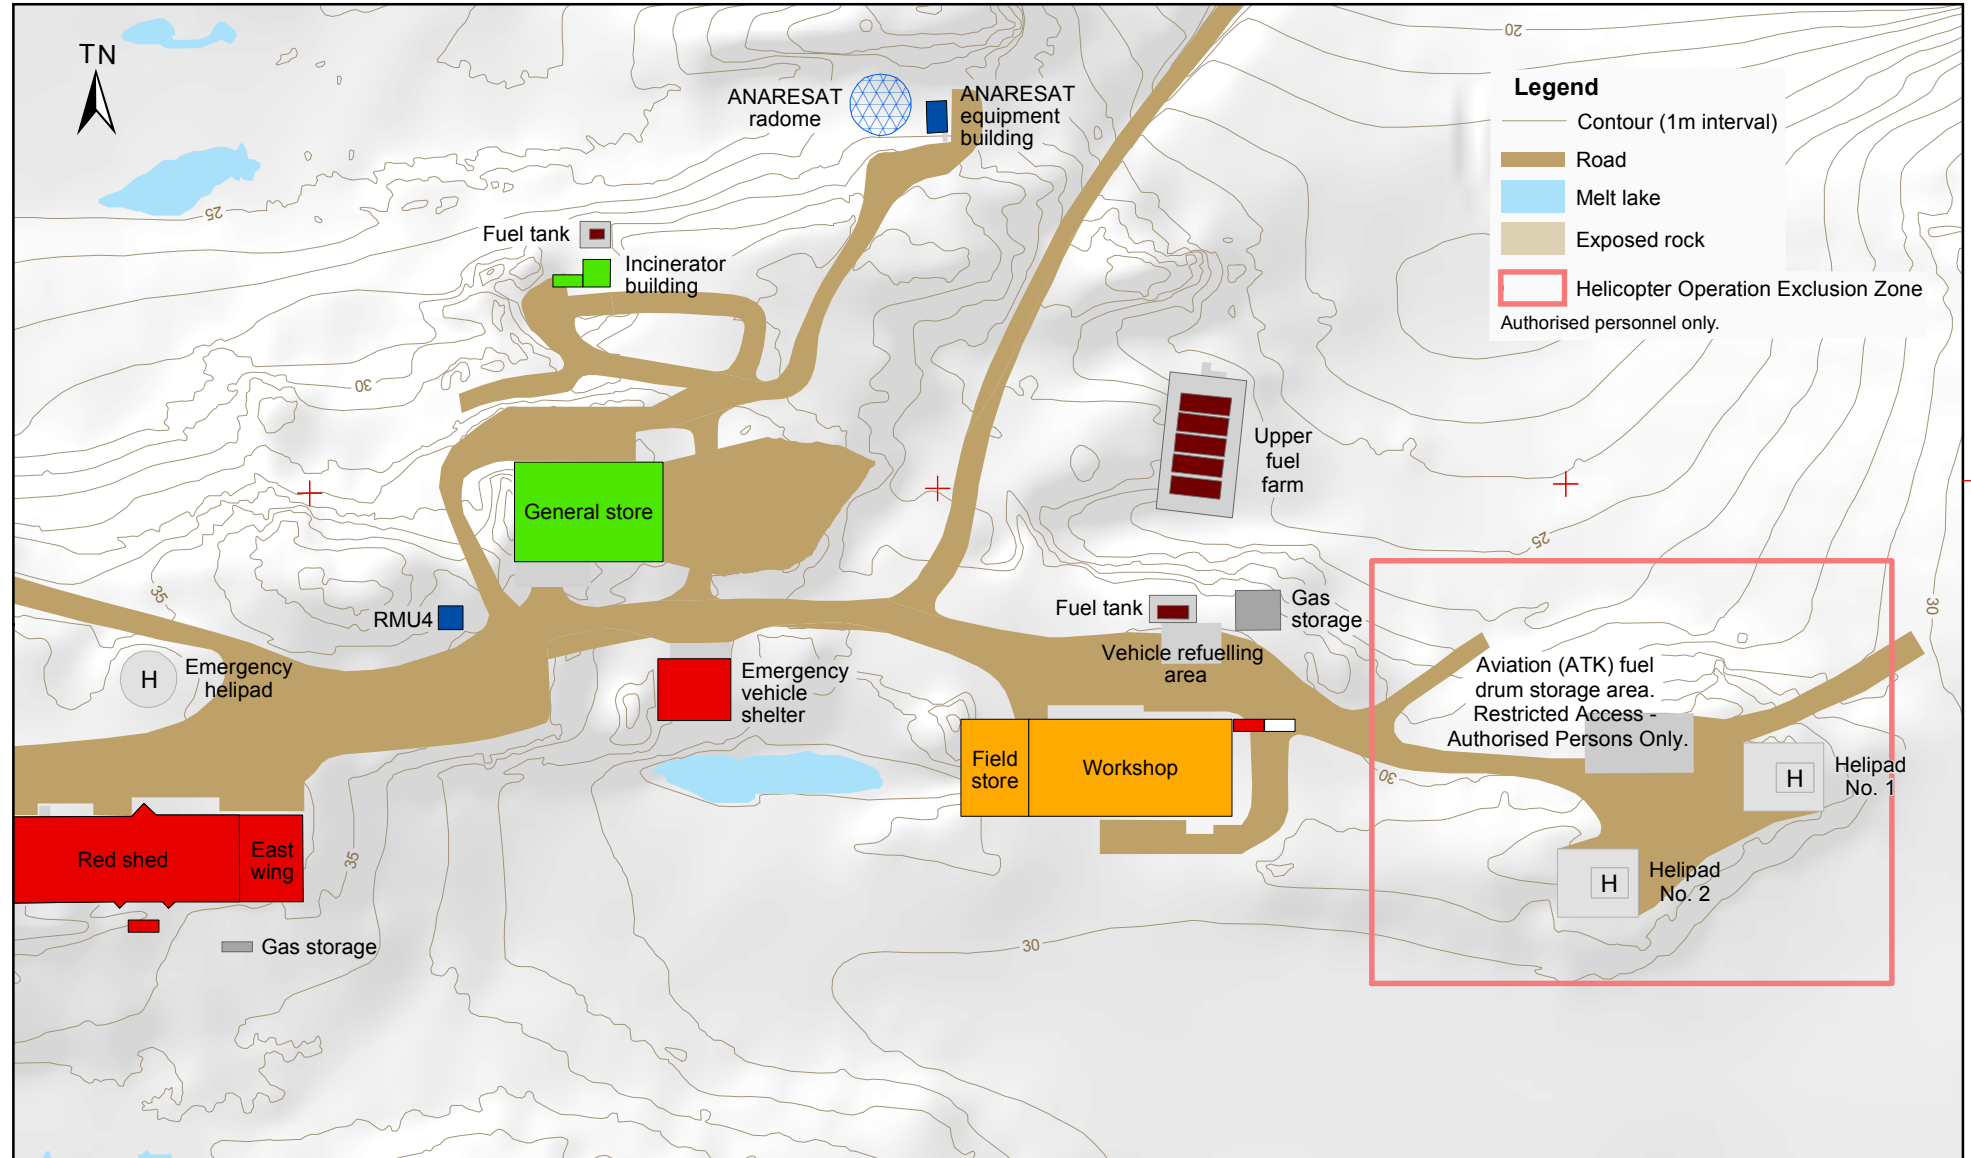 TN
ANARESAT
radome
ANARESAT
equipment
building
20
Legend
Contour (1m interval)
Road
Melt lake
Exposed rock
Helicopter Operation Exclusion Zone
Authorised personnel only.
25
Fuel tank
Incinerator
building
30
Upper
fuel
farm
General store
25
35
RMU4
Fuel tank
Gas
storage
30
Emergency
helipad
H
Emergency
vehicle
shelter
Vehicle refuelling
area
Aviation (ATK) fuel
drum storage area.
Restricted Access -
Authorised Persons Only.
Field
store
Workshop
30
H
Helipad
No. 1
Red shed
East
wing
35
H
Helipad
No. 2
Gas storage
30